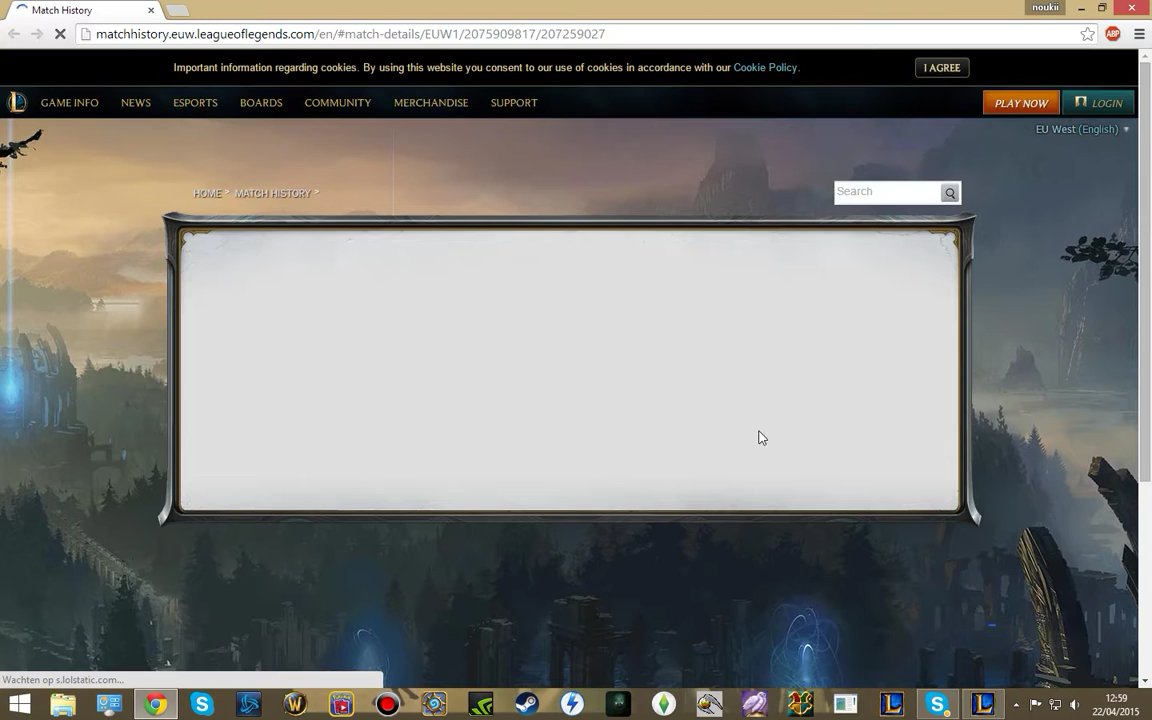 Match History
noukii
matchhistory.euw.leagueoflegends.com/en/#match-details/EUW1/2075909817/207259027
ABP
Important information regarding cookies. By using this website you consent to our use of cookies in accordance with our Cookie Policy.
I AGREE
GAME INFO NEWS ESPORTS BOARDS COMMUNITY MERCHANDISE SUPPORT
PLAY NOW LOGIN
EU West (English)
HOME > MATCH HISTORY >
Search
Wachten op s.lolstatic.com...
12:59
22/04/2015